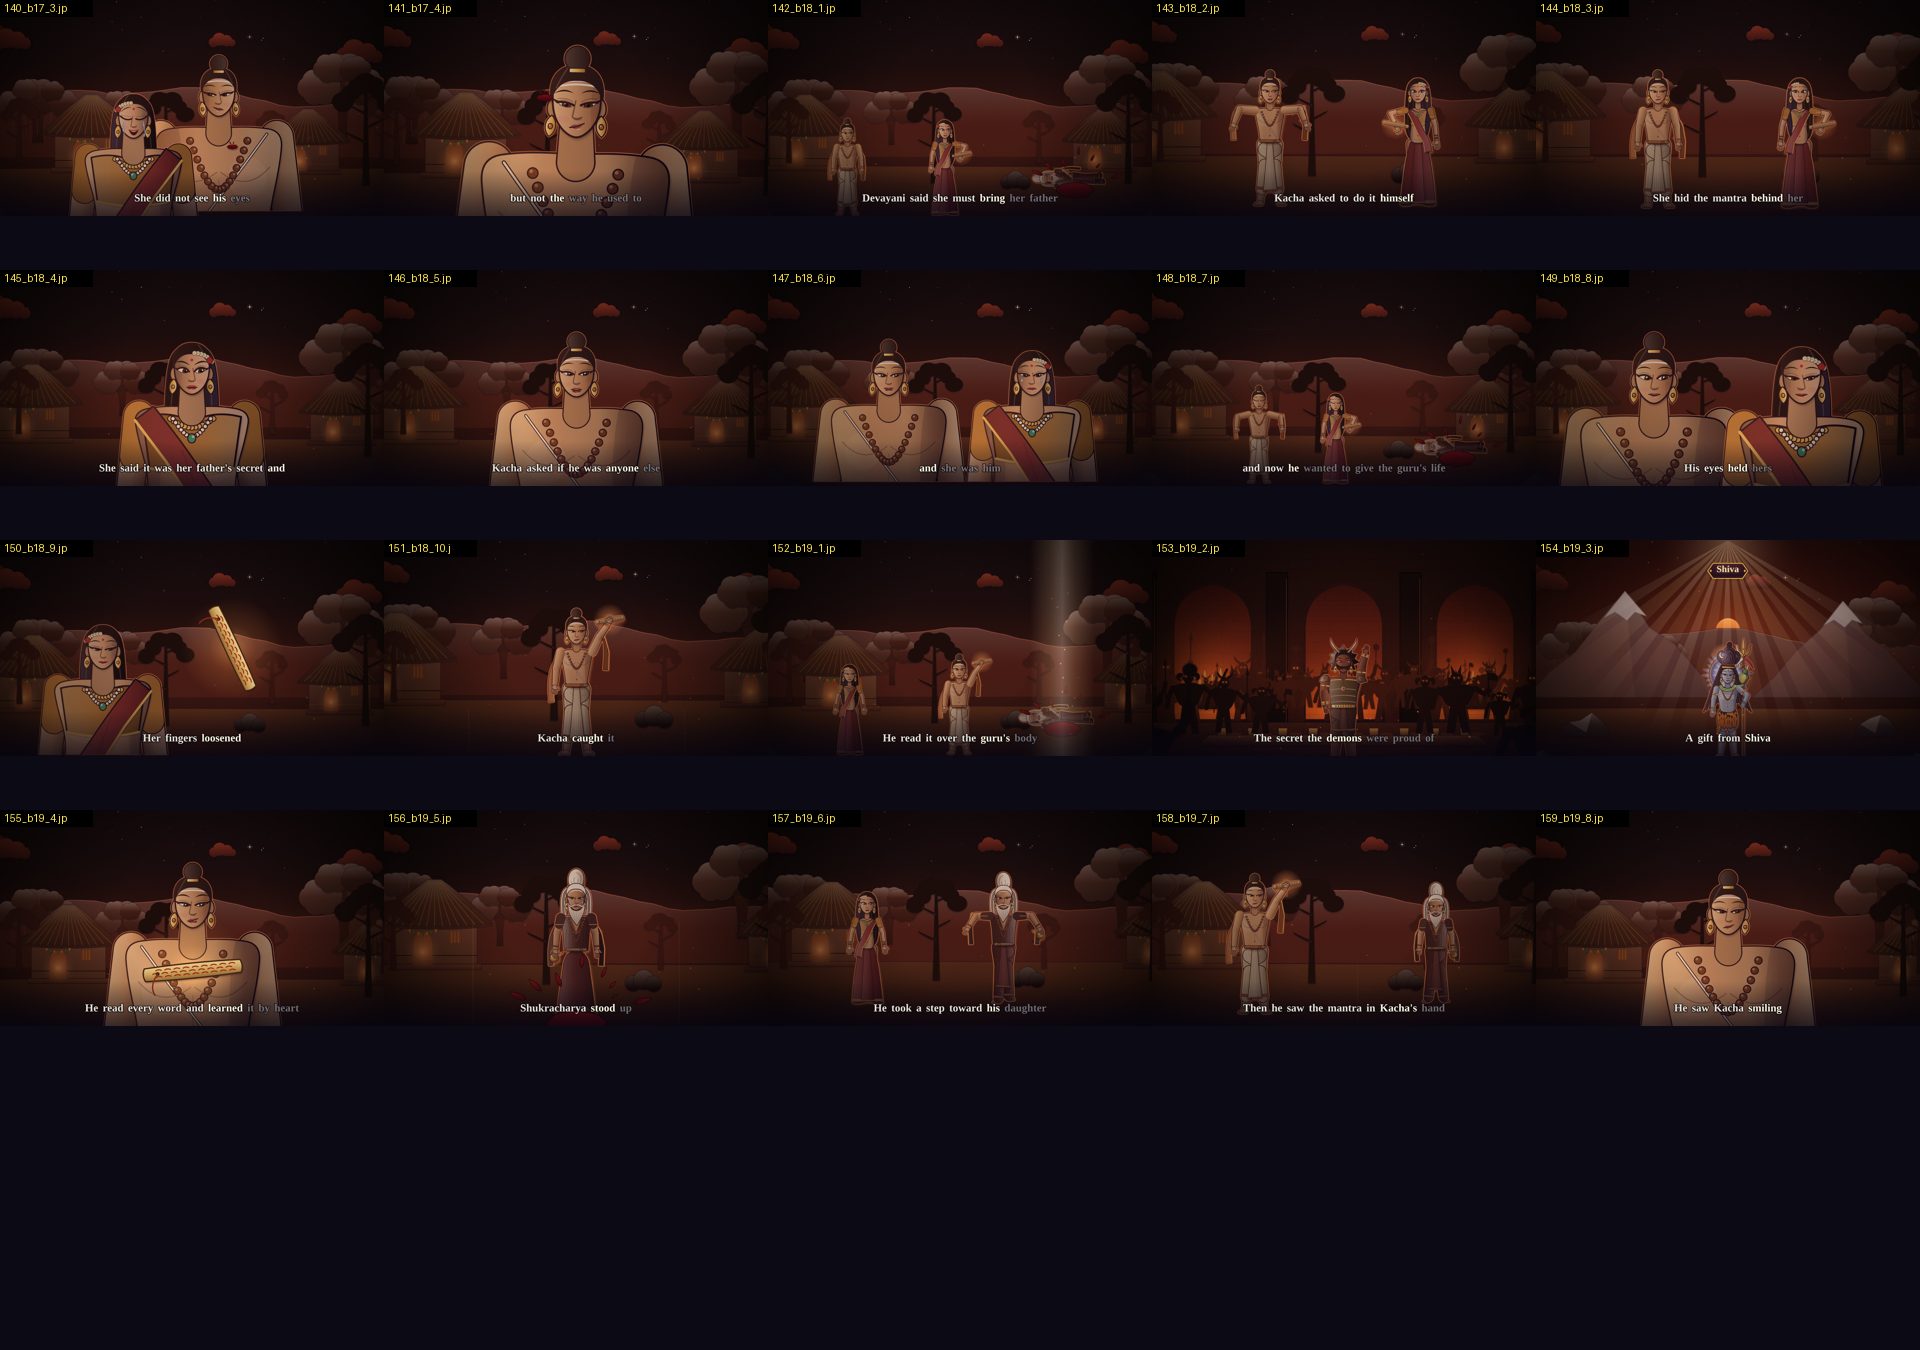 140_b17_3.jp
She did not see his eyes
141_b17_4.jp
but not the way he used to
142_b18_1.jp
Devayani said she must bring her father
143_b18_2.jp
Kacha asked to do it himself
144_b18_3.jp
She hid the mantra behind her
145_b18_4.jp
She said it was her father's secret and
146_b18_5.jp
Kacha asked if he was anyone else
147_b18_6.jp
and she was him
148_b18_7.jp
and now he wanted to give the guru's life
149_b18_8.jp
His eyes held hers
150_b18_9.jp
Her fingers loosened
151_b18_10.j
Kacha caught it
152_b19_1.jp
He read it over the guru's body
153_b19_2.jp
The secret the demons were proud of
154_b19_3.jp
Shiva
A gift from Shiva
155_b19_4.jp
He read every word and learned it by heart
156_b19_5.jp
Shukracharya stood up
157_b19_6.jp
He took a step toward his daughter
158_b19_7.jp
Then he saw the mantra in Kacha's hand
159_b19_8.jp
He saw Kacha smiling